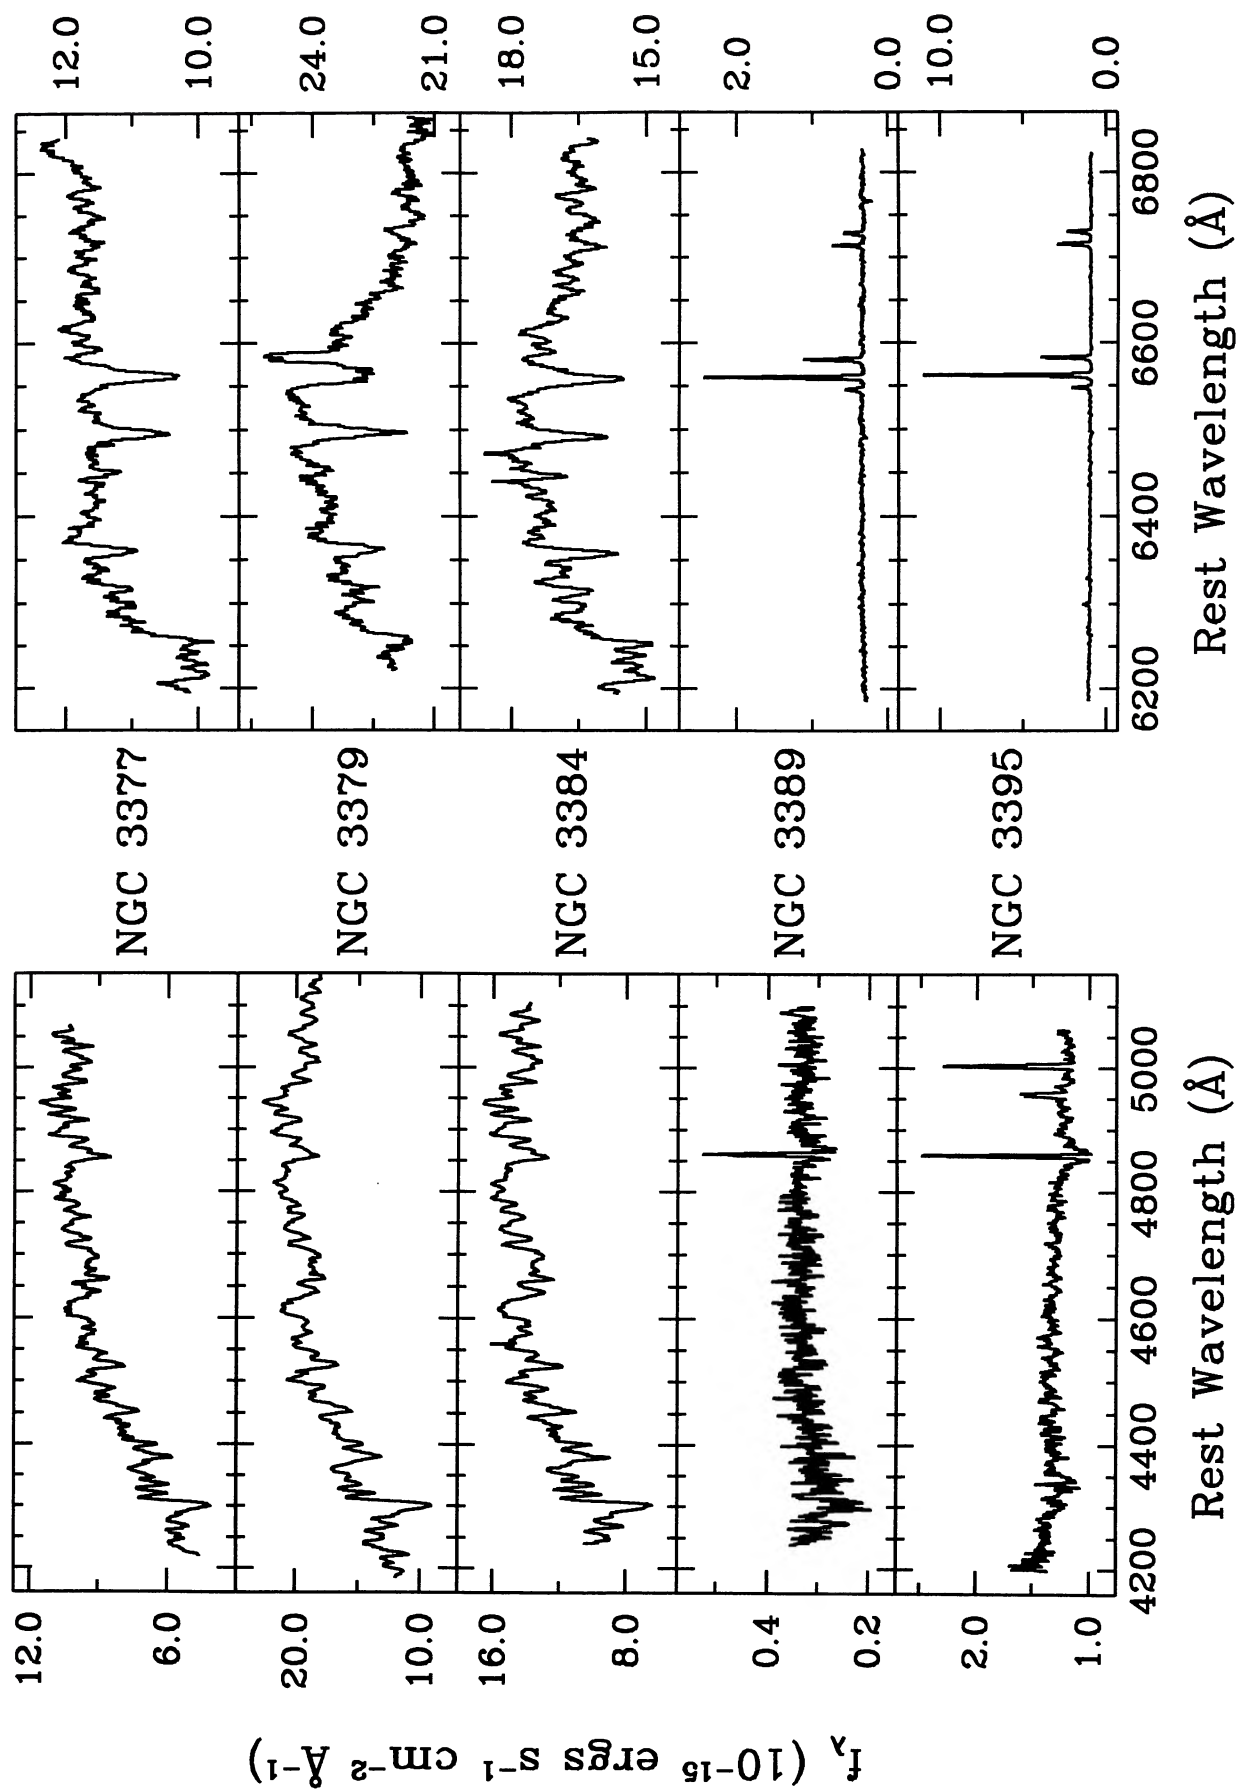 12.0
6.0
NGC 3377
12.0
10.0
20.0
10.0
NGC 3379
24.0
21.0
16.0
8.0
NGC 3384
18.0
15.0
0.4
0.2
NGC 3389
2.0
0.0
2.0
1.0
NGC 3395
10.0
0.0
4200 4400 4600 4800 5000
6200 6400 6600 6800
Rest Wavelength (Å)
Rest Wavelength (Å)
f_λ (10⁻¹⁵ ergs s⁻¹ cm⁻² Å⁻¹)